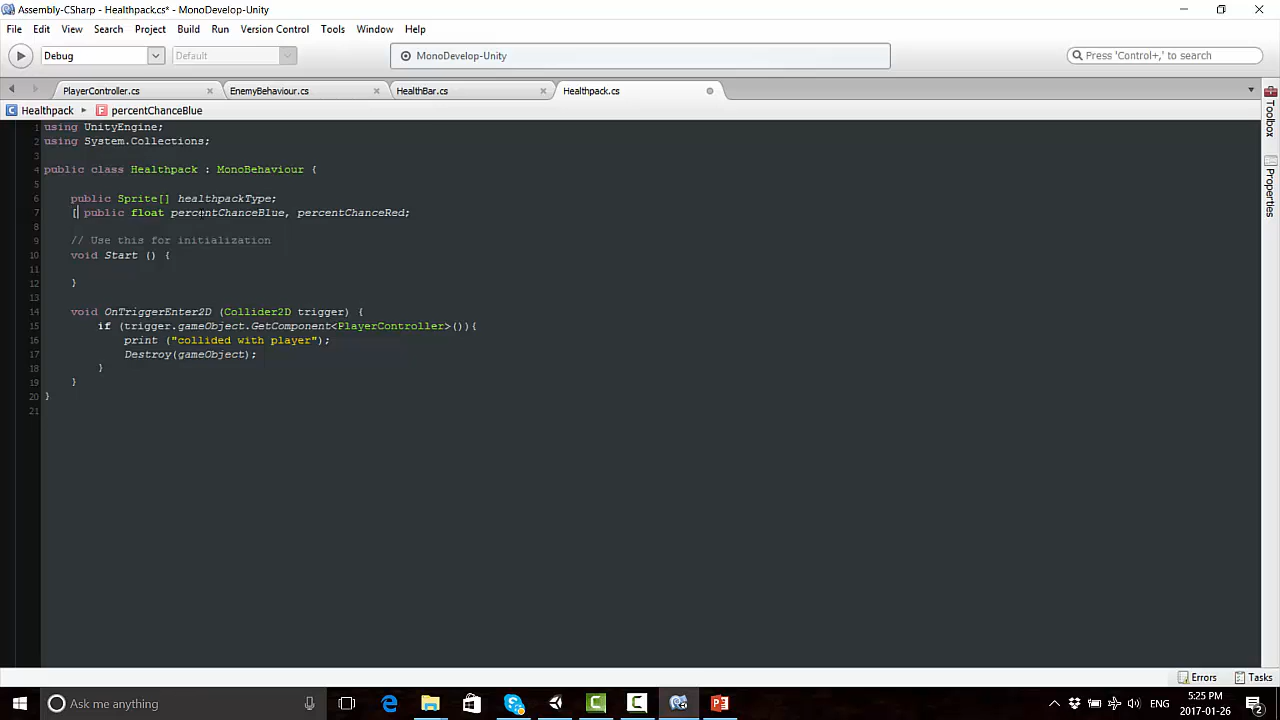 Assembly-CSharp - Healthpack.cs* - MonoDevelop-Unity
File Edit View Search Project Build Run Version Control Tools Window Help
Debug Default MonoDevelop-Unity Press 'Control+,' to search
PlayerController.cs EnemyBehaviour.cs HealthBar.cs Healthpack.cs
Healthpack percentChanceBlue
1 using UnityEngine;
2 using System.Collections;
3
4 public class Healthpack : MonoBehaviour {
5
6 public Sprite[] healthpackType;
7 [ public float percentChanceBlue, percentChanceRed;
8
9 // Use this for initialization
10 void Start () {
11
12 }
13
14 void OnTriggerEnter2D (Collider2D trigger) {
15 if (trigger.gameObject.GetComponent<PlayerController>()){
16 print ("collided with player");
17 Destroy(gameObject);
18 }
19 }
20 }
21
Toolbox
Properties
Errors Tasks
Ask me anything
ENG
5:25 PM
2017-01-26
2